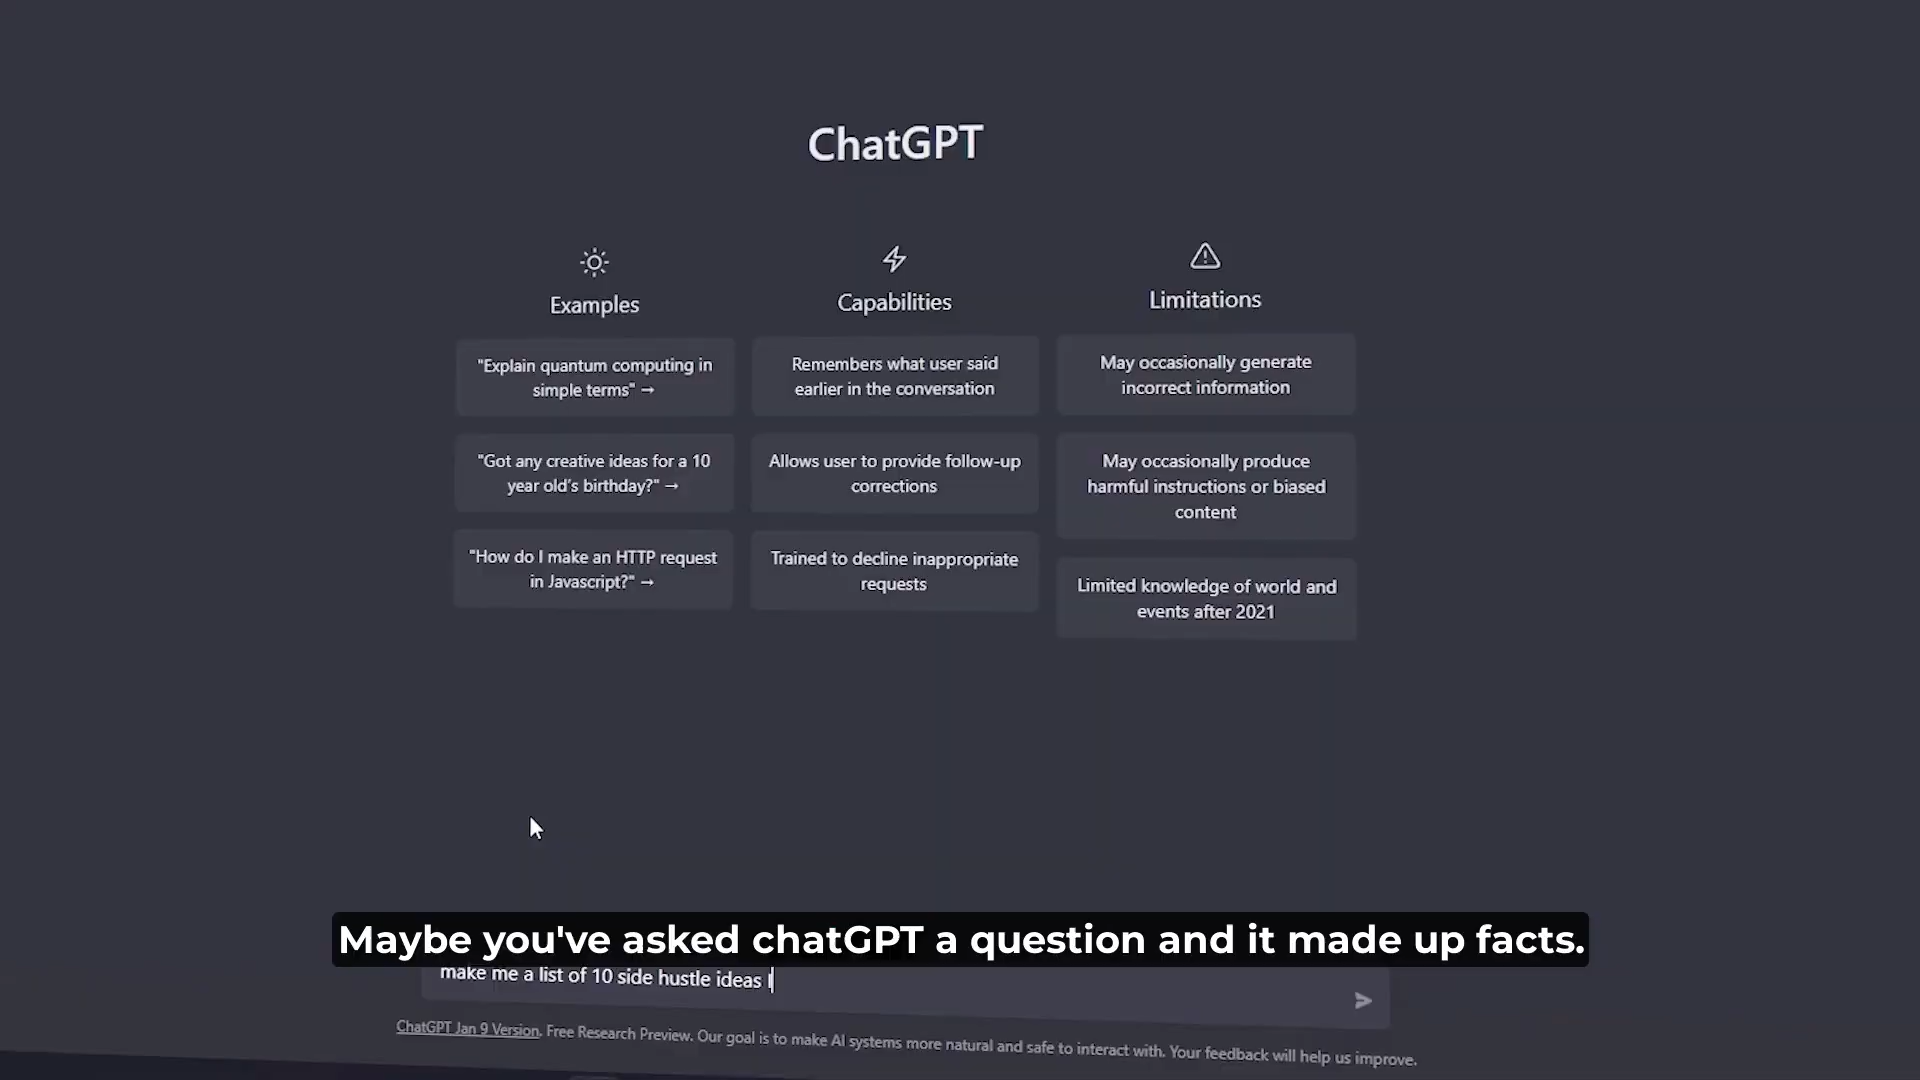 ChatGPT
Examples
Capabilities
Limitations
"Explain quantum computing in
simple terms" →
Remembers what user said
earlier in the conversation
May occasionally generate
incorrect information
"Got any creative ideas for a 10
year old's birthday?" →
Allows user to provide follow-up
corrections
May occasionally produce
harmful instructions or biased
content
"How do I make an HTTP request
in Javascript?" →
Trained to decline inappropriate
requests
Limited knowledge of world and
events after 2021
Maybe you've asked chatGPT a question and it made up facts.
make me a list of 10 side hustle ideas I
ChatGPT Jan 9 Version. Free Research Preview. Our goal is to make AI systems more natural and safe to interact with. Your feedback will help us improve.